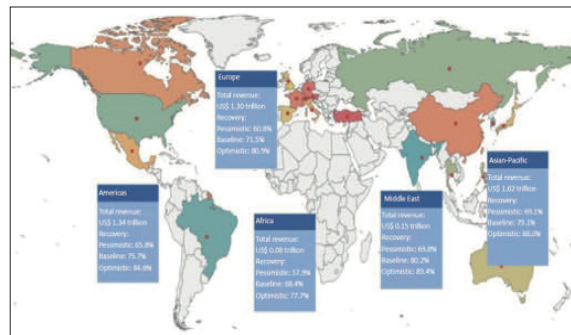 Europe
Total revenue:
US$ 1.30 trillion
Recovery:
Pessimistic: 60.8%
Baseline: 71.5%
Optimistic: 80.9%
Asian-Pacific
Total revenue:
US$ 1.02 trillion
Recovery:
Pessimistic: 69.1%
Baseline: 79.1%
Optimistic: 88.0%
Americas
Total revenue:
US$ 1.34 trillion
Recovery:
Pessimistic: 65.8%
Baseline: 75.7%
Optimistic: 84.6%
Middle East
Total revenue:
US$ 0.15 trillion
Recovery:
Pessimistic: 69.8%
Baseline: 80.2%
Optimistic: 89.4%
Africa
Total revenue:
US$ 0.08 trillion
Recovery:
Pessimistic: 57.9%
Baseline: 68.4%
Optimistic: 77.7%